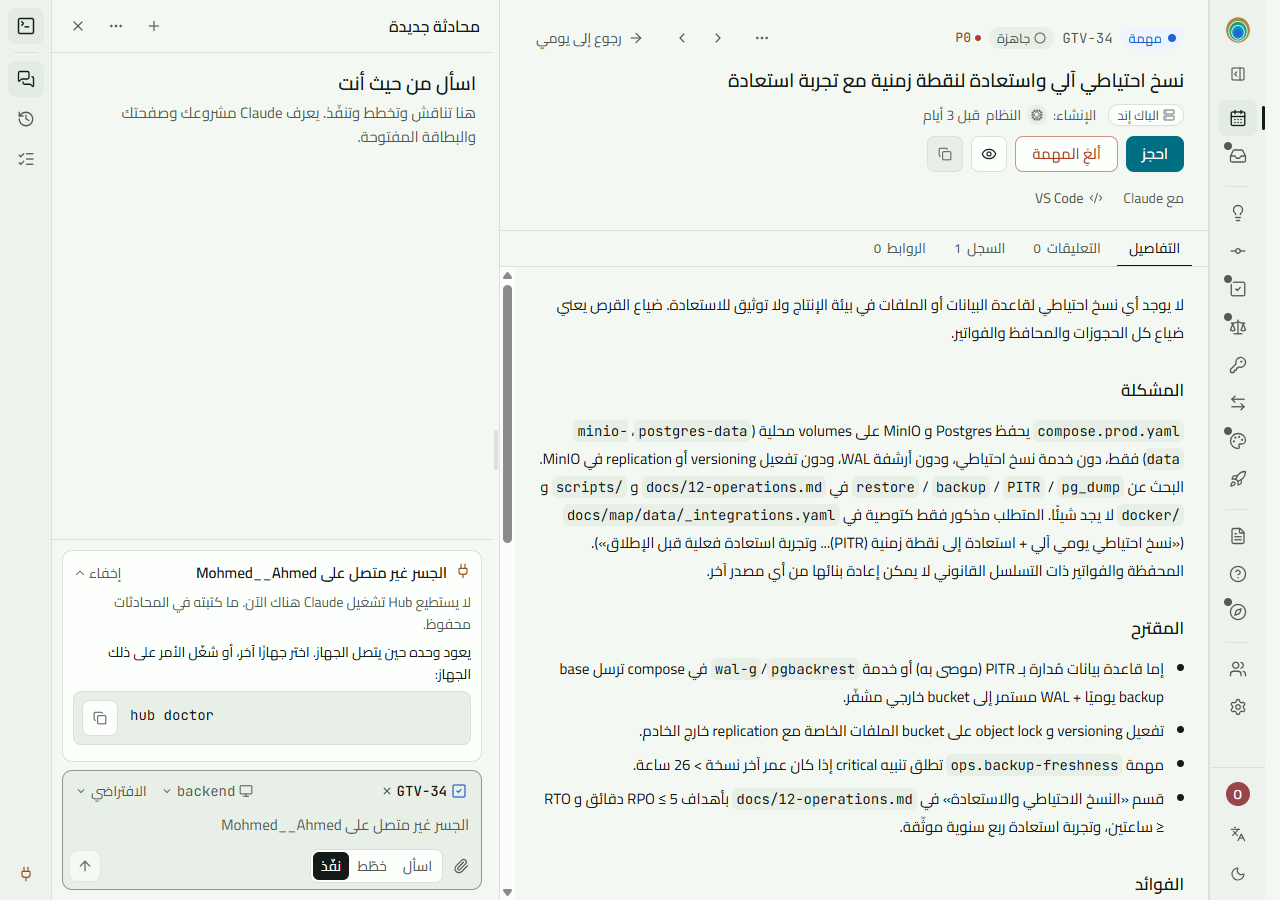 مهمة
GTV-34
جاهزة
P0
رجوع إلى يومي
نسخ احتياطي آلي واستعادة لنقطة زمنية مع تجربة استعادة
الباك إند
الإنشاء: النظام قبل 3 أيام
احجز
ألغِ المهمة
مع Claude
VS Code
التفاصيل
التعليقات 0
السجل 1
الروابط 0
لا يوجد أي نسخ احتياطي لقاعدة البيانات أو الملفات في بيئة الإنتاج ولا توثيق للاستعادة. ضياع القرص يعني
ضياع كل الحجوزات والمحافظ والفواتير.
المشكلة
compose.prod.yaml يحفظ Postgres و MinIO على volumes محلية (postgres-data، minio-
data) فقط، دون خدمة نسخ احتياطي، ودون أرشفة WAL، ودون تفعيل versioning أو replication في MinIO.
البحث عن pg_dump / PITR / backup / restore في docs/12-operations.md و scripts/ و
docker/ لا يجد شيئًا. المتطلب مذكور فقط كتوصية في docs/map/data/_integrations.yaml
(«نسخ احتياطي يومي آلي + استعادة إلى نقطة زمنية (PITR)... وتجربة استعادة فعلية قبل الإطلاق»).
المحفظة والفواتير ذات التسلسل القانوني لا يمكن إعادة بنائها من أي مصدر آخر.
المقترح
إما قاعدة بيانات مُدارة بـ PITR (موصى به) أو خدمة pgbackrest/wal-g في compose ترسل base
backup يوميًا + WAL مستمر إلى bucket خارجي مشفّر.
تفعيل versioning و object lock على bucket الملفات الخاصة مع replication خارج الخادم.
مهمة ops.backup-freshness تطلق تنبيه critical إذا كان عمر آخر نسخة > 26 ساعة.
قسم «النسخ الاحتياطي والاستعادة» في docs/12-operations.md بأهداف RPO ≤ 5 دقائق و RTO
≤ ساعتين، وتجربة استعادة ربع سنوية موثّقة.
الفوائد
محادثة جديدة
اسأل من حيث أنت
هنا تناقش وتخطط وتنفّذ. يعرف Claude مشروعك وصفحتك
والبطاقة المفتوحة.
الجسر غير متصل على Mohmed__Ahmed
إخفاء
لا يستطيع Hub تشغيل Claude هناك الآن. ما كتبته في المحادثات
محفوظ.
يعود وحده حين يتصل الجهاز. اختر جهازًا آخر، أو شغّل الأمر على ذلك
الجهاز:
hub doctor
GTV-34
backend
الافتراضي
الجسر غير متصل على Mohmed__Ahmed
اسأل
خطّط
نفّذ
O